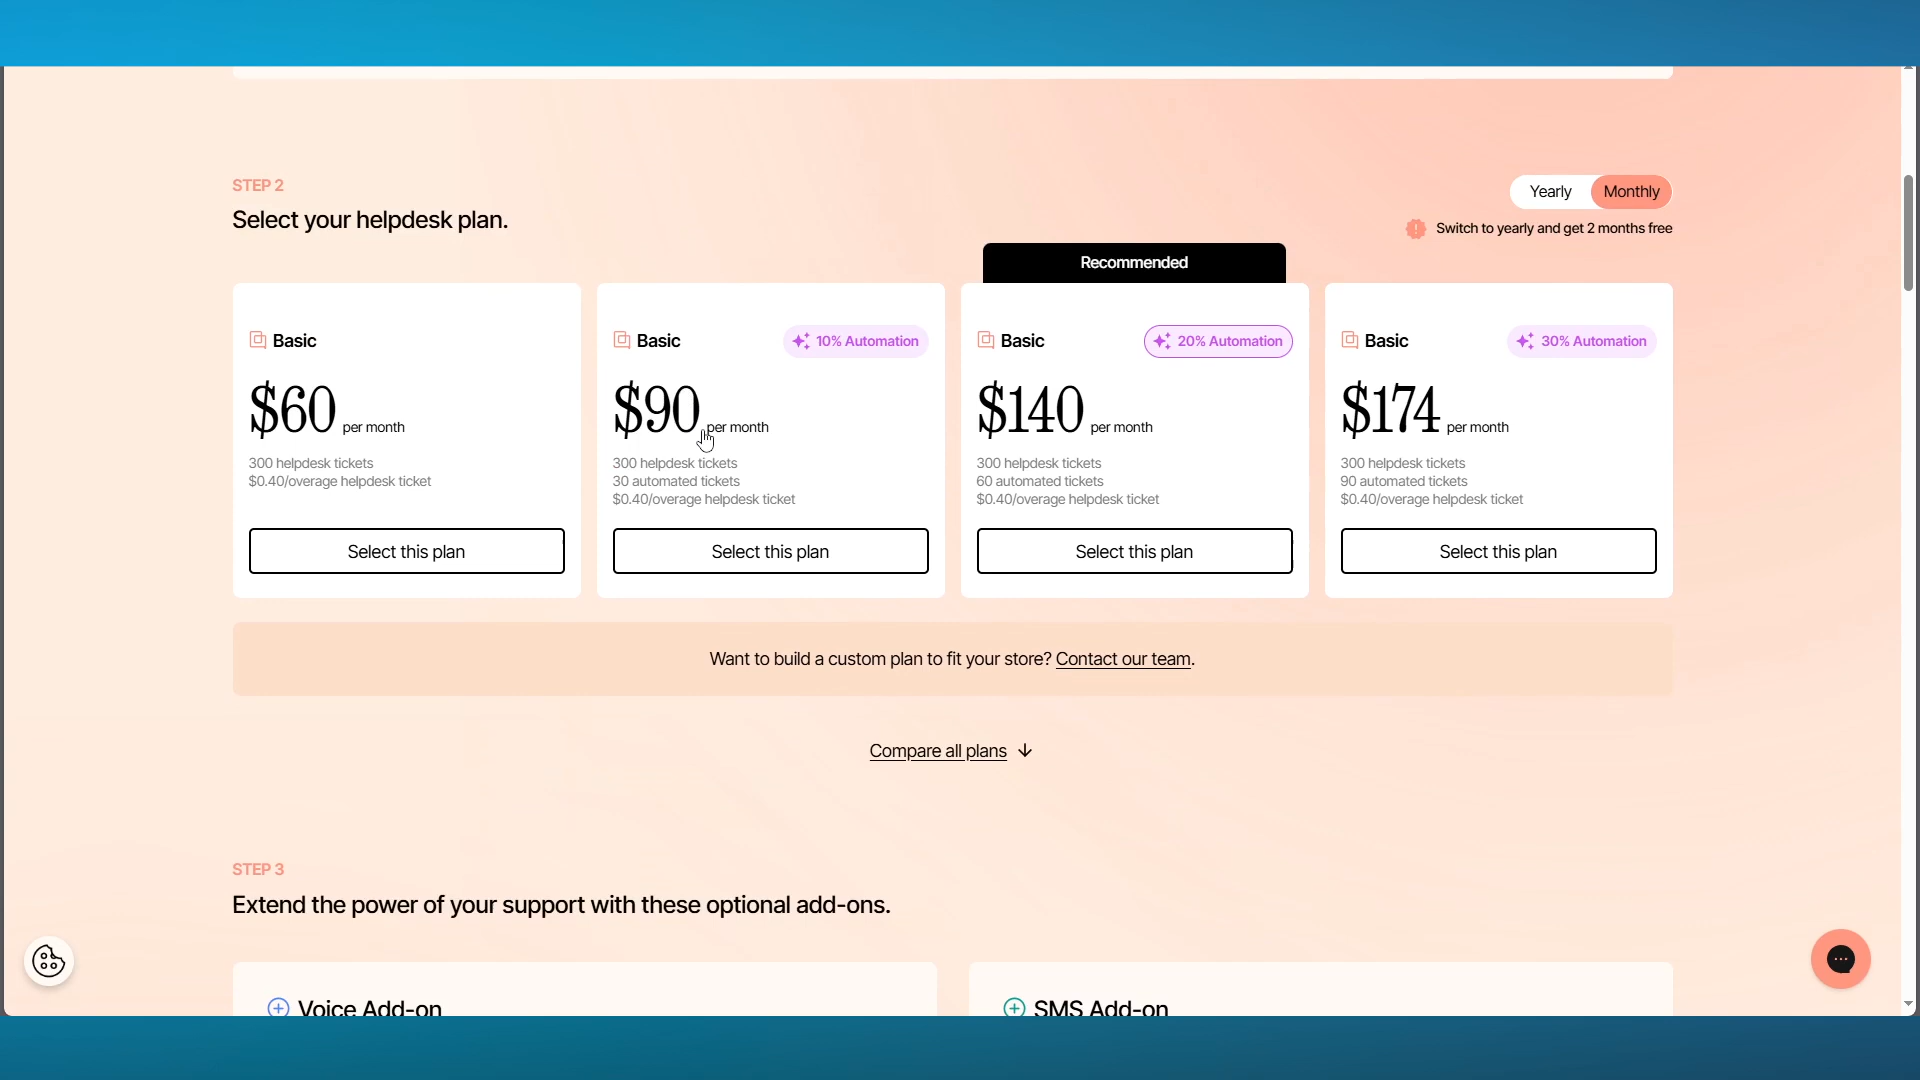 STEP 2
Select your helpdesk plan.
Yearly
Monthly
Switch to yearly and get 2 months free
Recommended
Basic
$60 per month
300 helpdesk tickets
$0.40/overage helpdesk ticket
Select this plan
Basic
10% Automation
$90 per month
300 helpdesk tickets
30 automated tickets
$0.40/overage helpdesk ticket
Select this plan
Basic
20% Automation
$140 per month
300 helpdesk tickets
60 automated tickets
$0.40/overage helpdesk ticket
Select this plan
Basic
30% Automation
$174 per month
300 helpdesk tickets
90 automated tickets
$0.40/overage helpdesk ticket
Select this plan
Want to build a custom plan to fit your store? Contact our team.
Compare all plans ↓
STEP 3
Extend the power of your support with these optional add-ons.
Voice Add-on
SMS Add-on